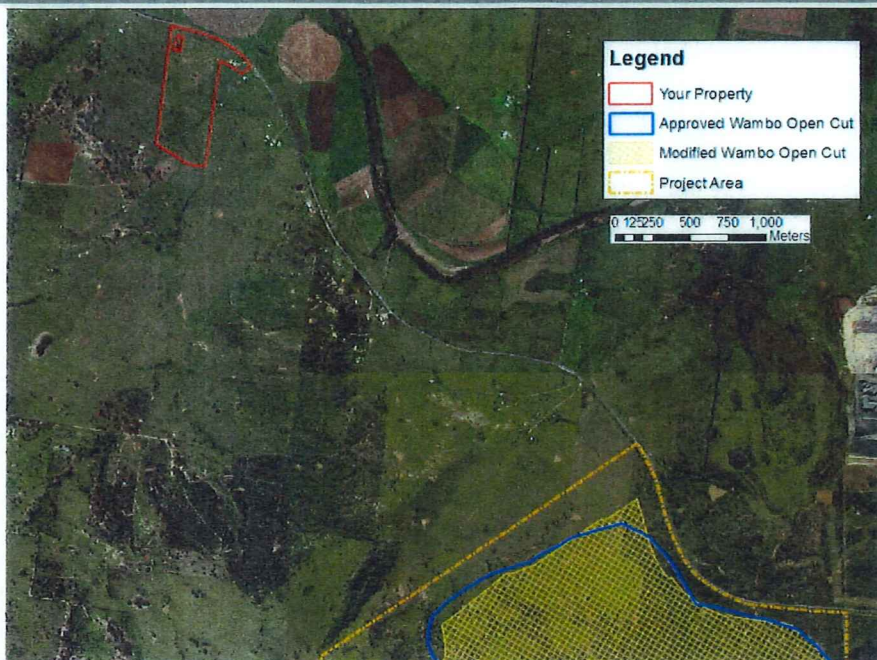 Legend
Your Property
Approved Wambo Open Cut
Modified Wambo Open Cut
Project Area
0 125250 500 750 1,000
Meters